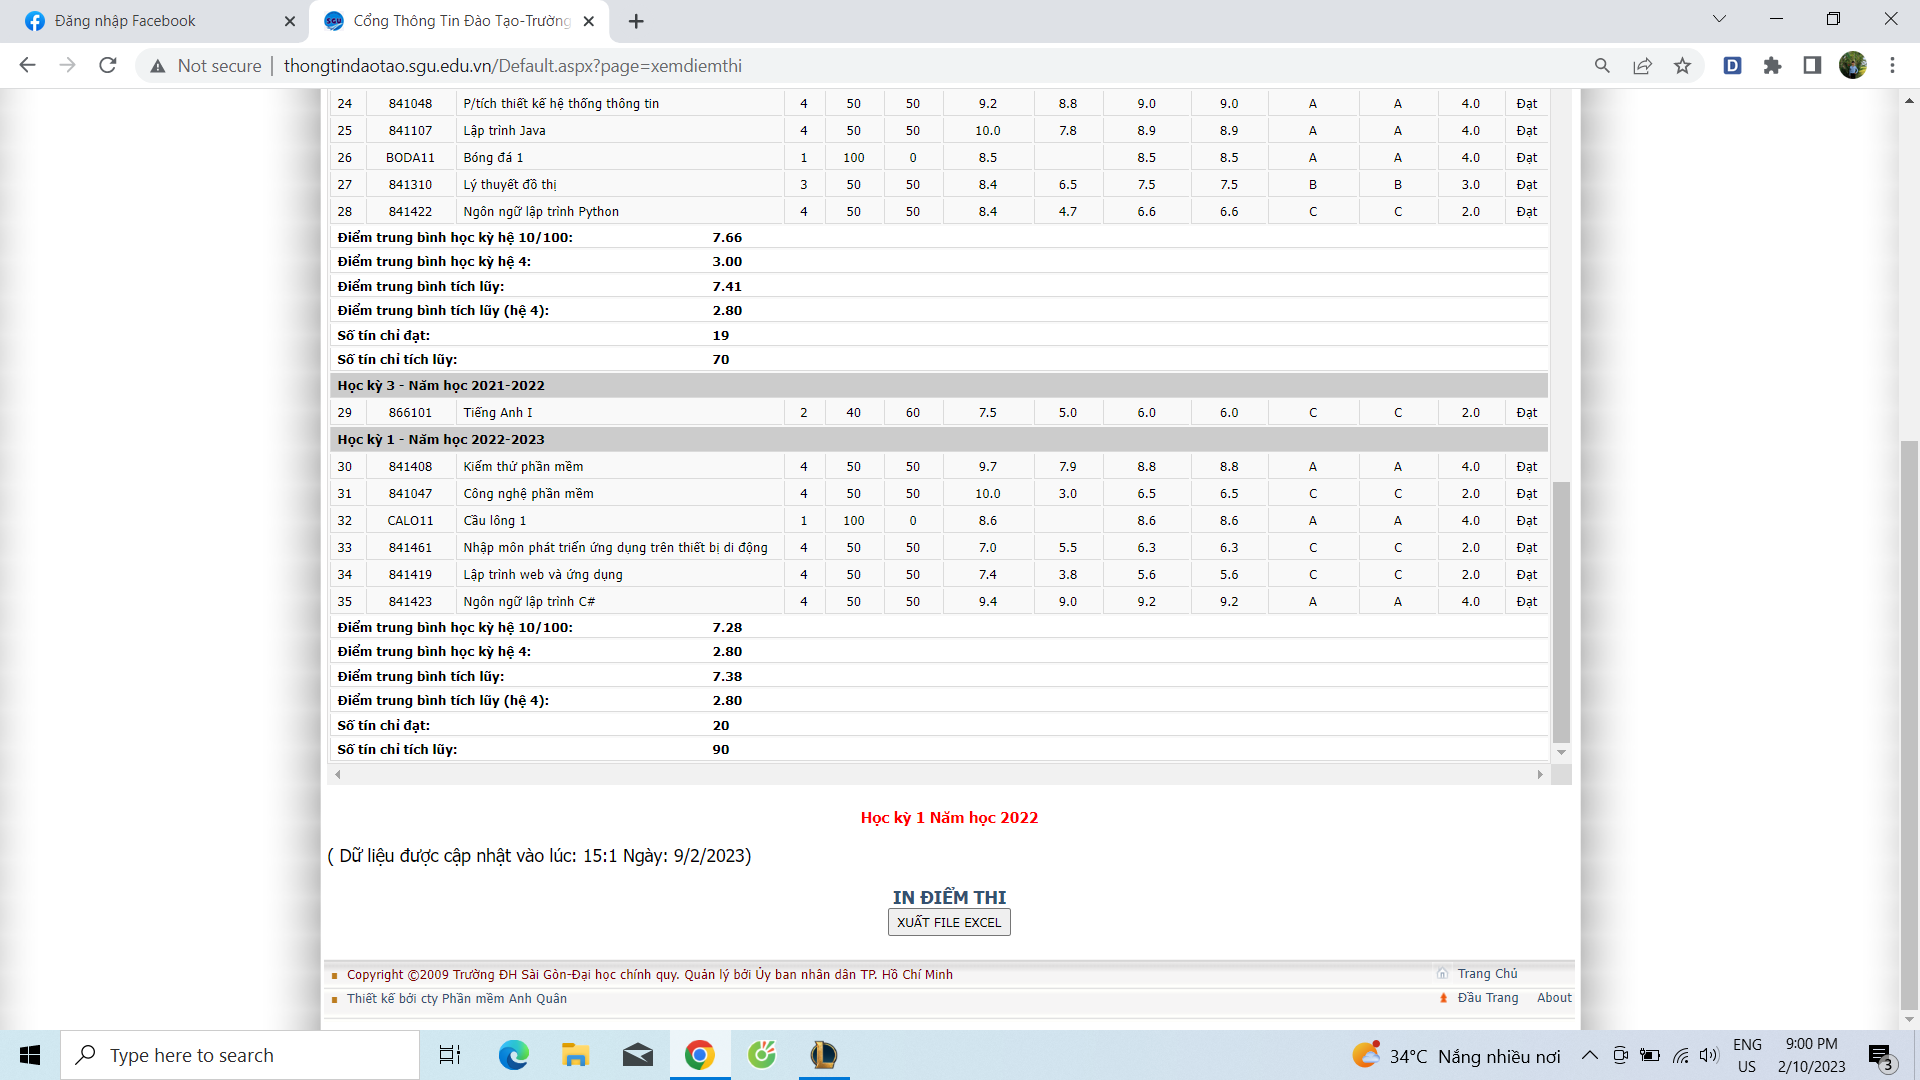 Đăng nhập Facebook
Cổng Thông Tin Đào Tạo-Trường
Not secure | thongtindaotao.sgu.edu.vn/Default.aspx?page=xemdiemthi
24 841048 P/tích thiết kế hệ thống thông tin 4 50 50 9.2 8.8 9.0 9.0 A A 4.0 Đạt
25 841107 Lập trình Java 4 50 50 10.0 7.8 8.9 8.9 A A 4.0 Đạt
26 BODA11 Bóng đá 1 1 100 0 8.5 8.5 8.5 A A 4.0 Đạt
27 841310 Lý thuyết đồ thị 3 50 50 8.4 6.5 7.5 7.5 B B 3.0 Đạt
28 841422 Ngôn ngữ lập trình Python 4 50 50 8.4 4.7 6.6 6.6 C C 2.0 Đạt
Điểm trung bình học kỳ hệ 10/100: 7.66
Điểm trung bình học kỳ hệ 4: 3.00
Điểm trung bình tích lũy: 7.41
Điểm trung bình tích lũy (hệ 4): 2.80
Số tín chỉ đạt: 19
Số tín chỉ tích lũy: 70
Học kỳ 3 - Năm học 2021-2022
29 866101 Tiếng Anh I 2 40 60 7.5 5.0 6.0 6.0 C C 2.0 Đạt
Học kỳ 1 - Năm học 2022-2023
30 841408 Kiểm thử phần mềm 4 50 50 9.7 7.9 8.8 8.8 A A 4.0 Đạt
31 841047 Công nghệ phần mềm 4 50 50 10.0 3.0 6.5 6.5 C C 2.0 Đạt
32 CALO11 Cầu lông 1 1 100 0 8.6 8.6 8.6 A A 4.0 Đạt
33 841461 Nhập môn phát triển ứng dụng trên thiết bị di động 4 50 50 7.0 5.5 6.3 6.3 C C 2.0 Đạt
34 841419 Lập trình web và ứng dụng 4 50 50 7.4 3.8 5.6 5.6 C C 2.0 Đạt
35 841423 Ngôn ngữ lập trình C# 4 50 50 9.4 9.0 9.2 9.2 A A 4.0 Đạt
Điểm trung bình học kỳ hệ 10/100: 7.28
Điểm trung bình học kỳ hệ 4: 2.80
Điểm trung bình tích lũy: 7.38
Điểm trung bình tích lũy (hệ 4): 2.80
Số tín chỉ đạt: 20
Số tín chỉ tích lũy: 90
Học kỳ 1 Năm học 2022
( Dữ liệu được cập nhật vào lúc: 15:1 Ngày: 9/2/2023)
IN ĐIỂM THI
XUẤT FILE EXCEL
Copyright ©2009 Trường ĐH Sài Gòn-Đại học chính quy. Quản lý bởi Ủy ban nhân dân TP. Hồ Chí Minh
Trang Chủ
Thiết kế bởi cty Phần mềm Anh Quân
Đầu Trang About
Type here to search
34°C Nắng nhiều nơi
ENG
US
9:00 PM
2/10/2023
3